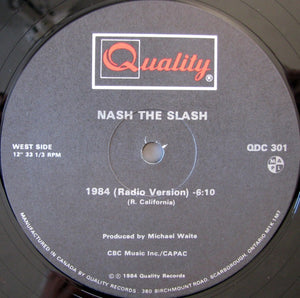 Quality®
NASH THE SLASH
WEST SIDE
12" 33 1/3 RPM
QDC 301
1984 (Radio Version) -6:10
(R. California)
Produced by Michael Waite
CBC Music Inc./CAPAC
© ℗ 1984 Quality Records
MANUFACTURED IN CANADA BY QUALITY RECORDS · 380 BIRCHMOUNT ROAD, SCARBOROUGH, ONTARIO M1K 1M7